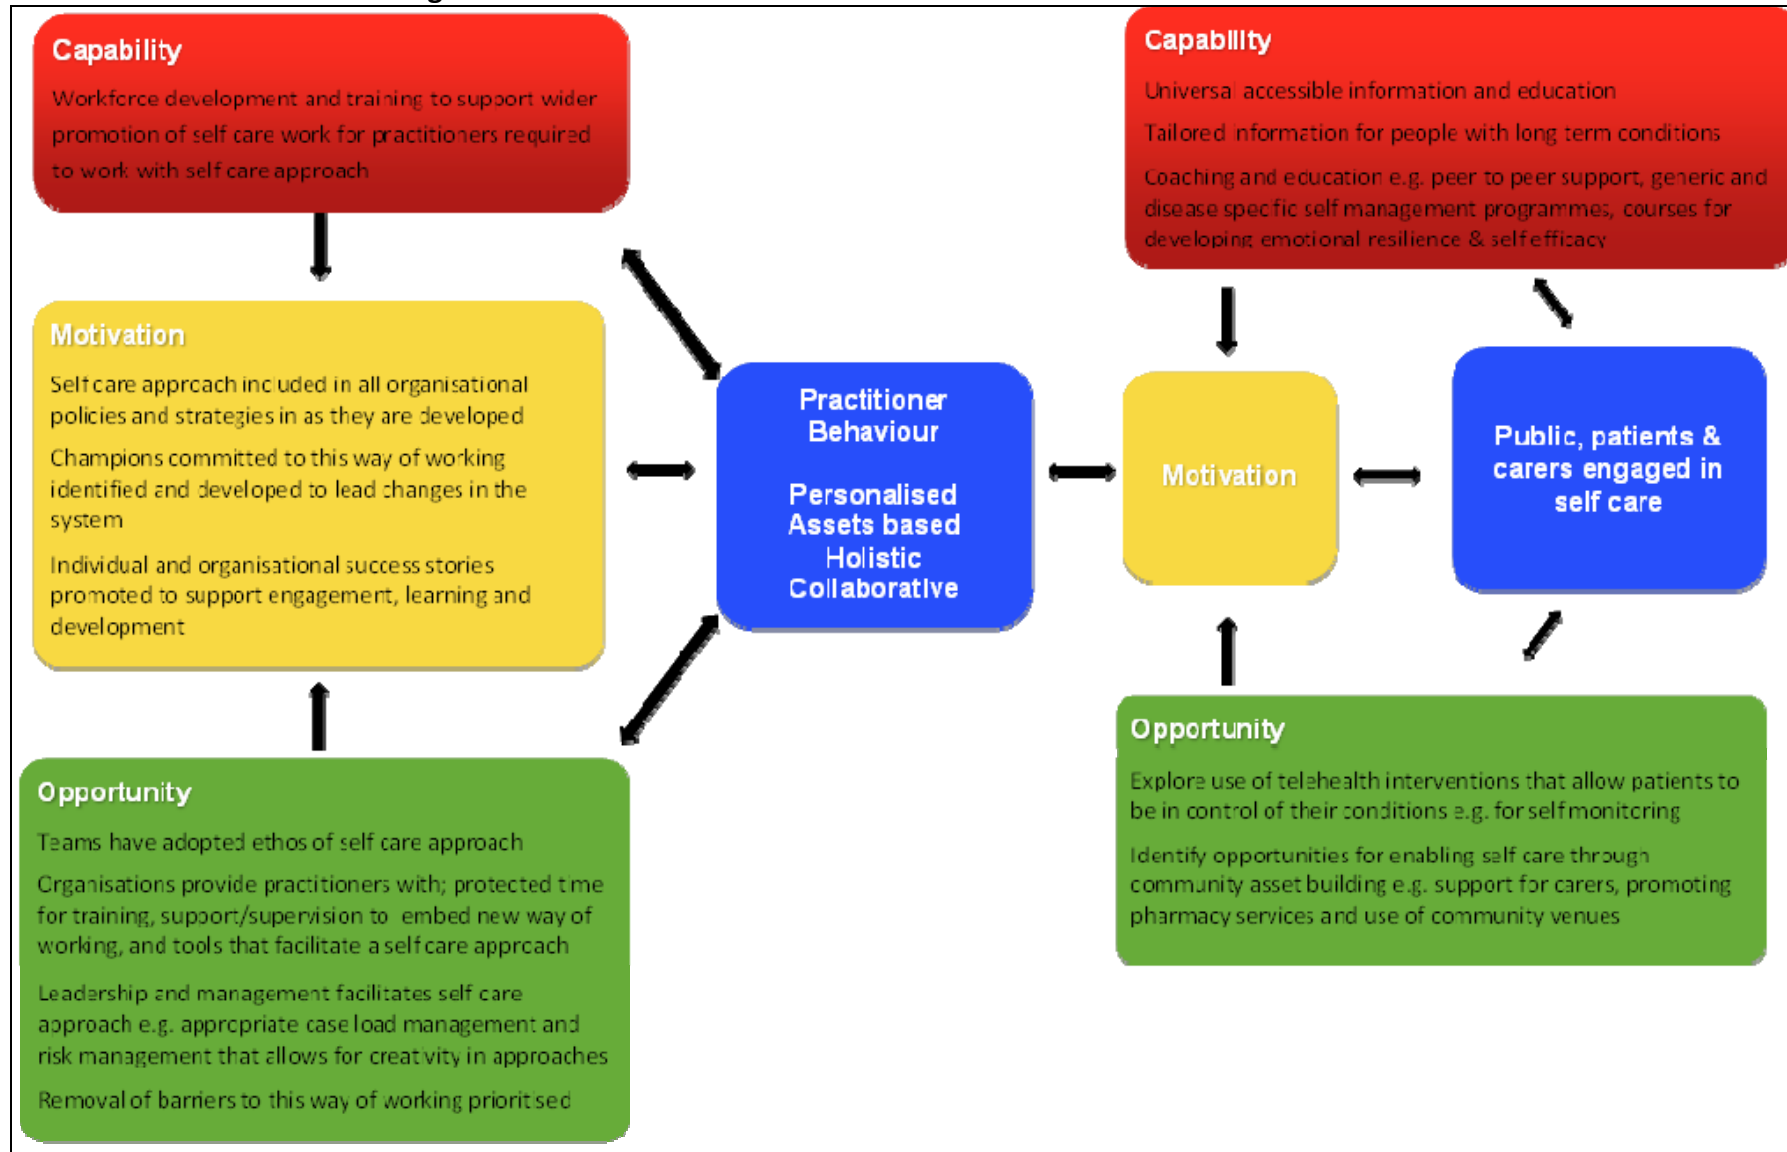 Capability
Workforce development and training to support wider
promotion of self care work for practitioners required
to work with self care approach
Motivation
Self care approach included in all organisational
policies and strategies in as they are developed
Champions committed to this way of working
identified and developed to lead changes in the
system
Individual and organisational success stories
promoted to support engagement, learning and
development
Opportunity
Teams have adopted ethos of self care approach
Organisations provide practitioners with; protected time
for training, support/supervision to embed new way of
working, and tools that facilitate a self care approach
Leadership and management facilitates self care
approach e.g. appropriate case load management and
risk management that allows for creativity in approaches
Removal of barriers to this way of working prioritised
Practitioner
Behaviour
Personalised
Assets based
Holistic
Collaborative
Capability
Universal accessible information and education
Tailored information for people with long term conditions
Coaching and education e.g. peer to peer support, generic and
disease specific self management programmes, courses for
developing emotional resilience & self efficacy
Motivation
Public, patients &
carers engaged in
self care
Opportunity
Explore use of telehealth interventions that allow patients to
be in control of their conditions e.g. for self monitoring
Identify opportunities for enabling self care through
community asset building e.g. support for carers, promoting
pharmacy services and use of community venues